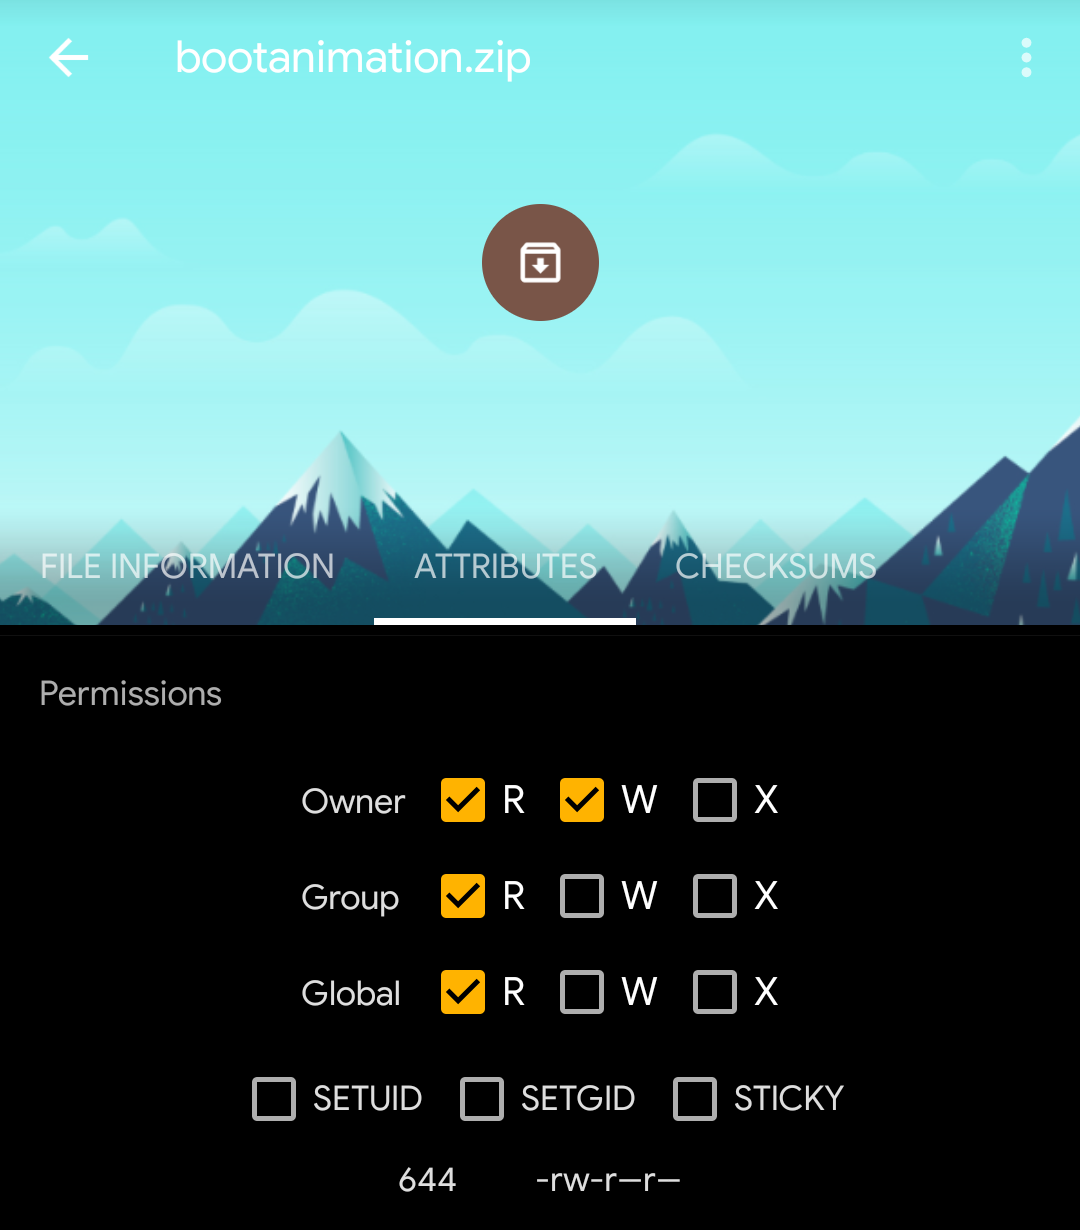 bootanimation.zip
FILE INFORMATION ATTRIBUTES CHECKSUMS
Permissions
Owner R W X
Group R W X
Global R W X
SETUID SETGID STICKY
644 -rw-r—r—